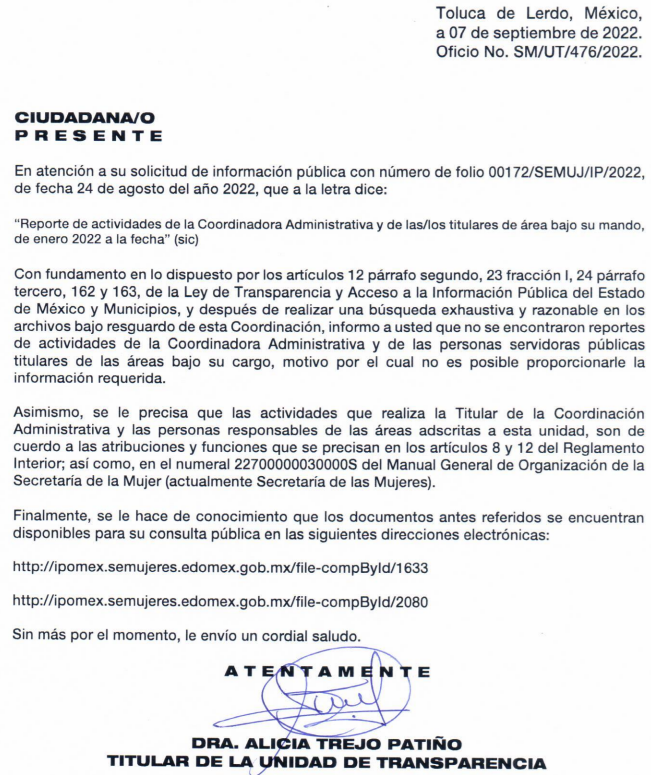 Toluca de Lerdo, México,
a 07 de septiembre de 2022.
Oficio No. SM/UT/476/2022.
CIUDADANA/O
P R E S E N T E
En atención a su solicitud de información pública con número de folio 00172/SEMUJ/IP/2022,
de fecha 24 de agosto del año 2022, que a la letra dice:
“Reporte de actividades de la Coordinadora Administrativa y de las/los titulares de área bajo su mando,
de enero 2022 a la fecha” (sic)
Con fundamento en lo dispuesto por los artículos 12 párrafo segundo, 23 fracción I, 24 párrafo
tercero, 162 y 163, de la Ley de Transparencia y Acceso a la Información Pública del Estado
de México y Municipios, y después de realizar una búsqueda exhaustiva y razonable en los
archivos bajo resguardo de esta Coordinación, informo a usted que no se encontraron reportes
de actividades de la Coordinadora Administrativa y de las personas servidoras públicas
titulares de las áreas bajo su cargo, motivo por el cual no es posible proporcionarle la
información requerida.
Asimismo, se le precisa que las actividades que realiza la Titular de la Coordinación
Administrativa y las personas responsables de las áreas adscritas a esta unidad, son de
cuerdo a las atribuciones y funciones que se precisan en los artículos 8 y 12 del Reglamento
Interior; así como, en el numeral 22700000030000S del Manual General de Organización de la
Secretaría de la Mujer (actualmente Secretaría de las Mujeres).
Finalmente, se le hace de conocimiento que los documentos antes referidos se encuentran
disponibles para su consulta pública en las siguientes direcciones electrónicas:
http://ipomex.semujeres.edomex.gob.mx/file-compById/1633
http://ipomex.semujeres.edomex.gob.mx/file-compById/2080
Sin más por el momento, le envío un cordial saludo.
A T E N T A M E N T E
DRA. ALICIA TREJO PATIÑO
TITULAR DE LA UNIDAD DE TRANSPARENCIA